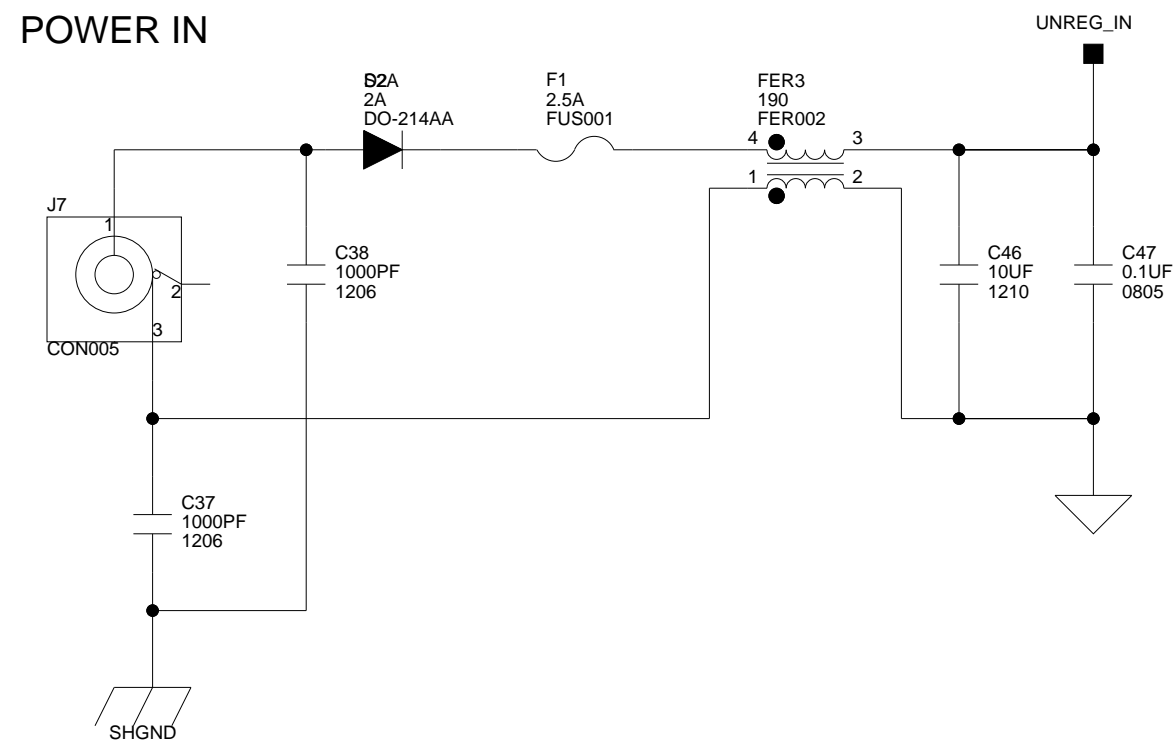 POWER IN
UNREG_IN
D2
2A
DO-214AA
F1
2.5A
FUS001
FER3
190
FER002
4
3
1
2
J7
1
2
3
CON005
C38
1000PF
1206
C46
10UF
1210
C47
0.1UF
0805
C37
1000PF
1206
SHGND